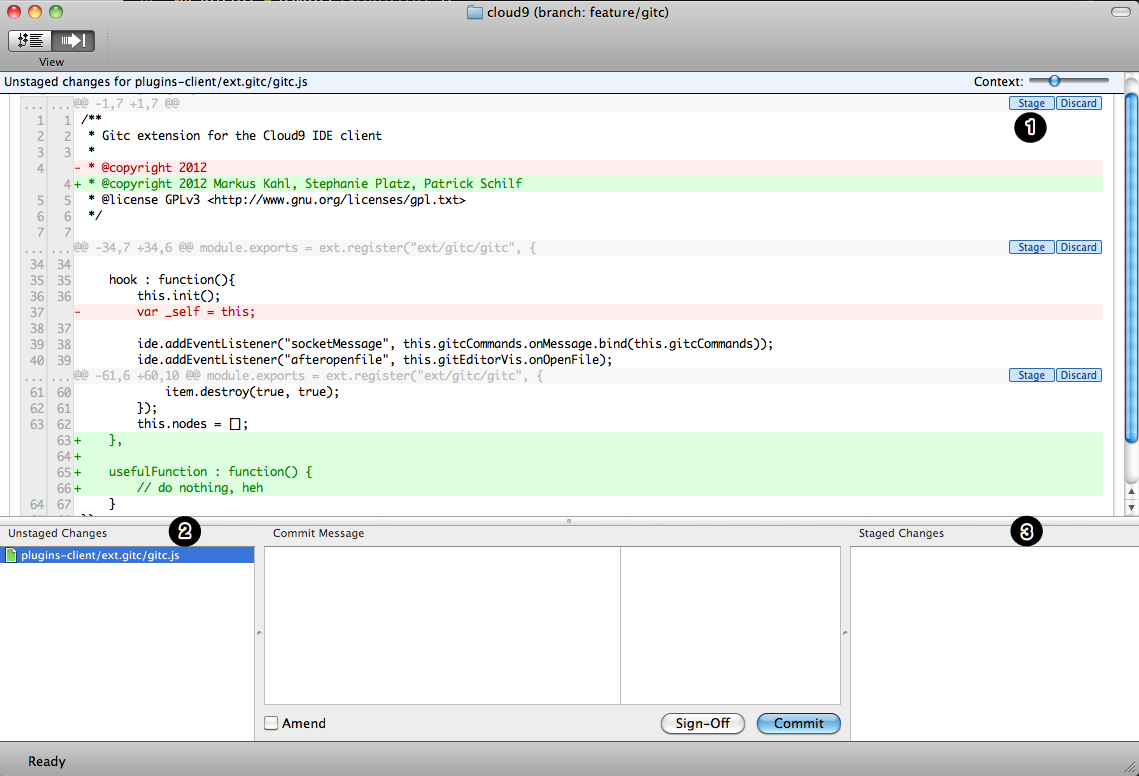 cloud9 (branch: feature/gitc)
View
Unstaged changes for plugins-client/ext.gitc/gitc.js
Context:
... ... @@ -1,7 +1,7 @@
Stage Discard
1 1 /**
❶
2 2  * Gitc extension for the Cloud9 IDE client
3 3  *
4 - * @copyright 2012
4 + * @copyright 2012 Markus Kahl, Stephanie Platz, Patrick Schilf
5 5  * @license GPLv3 <http://www.gnu.org/licenses/gpl.txt>
6 6  */
7 7
... ... @@ -34,7 +34,6 @@ module.exports = ext.register("ext/gitc/gitc", {
Stage Discard
34 34
35 35 hook : function(){
36 36 this.init();
37 - var _self = this;
38 37
39 38 ide.addEventListener("socketMessage", this.gitcCommands.onMessage.bind(this.gitcCommands));
40 39 ide.addEventListener("afteropenfile", this.gitEditorVis.onOpenFile);
... ... @@ -61,6 +60,10 @@ module.exports = ext.register("ext/gitc/gitc", {
Stage Discard
61 60 item.destroy(true, true);
62 61 });
63 62 this.nodes = [];
63 + },
64 +
65 + usefulFunction : function() {
66 + // do nothing, heh
64 67 }
Unstaged Changes ❷
Commit Message
Staged Changes ❸
plugins-client/ext.gitc/gitc.js
Amend
Sign-Off
Commit
Ready